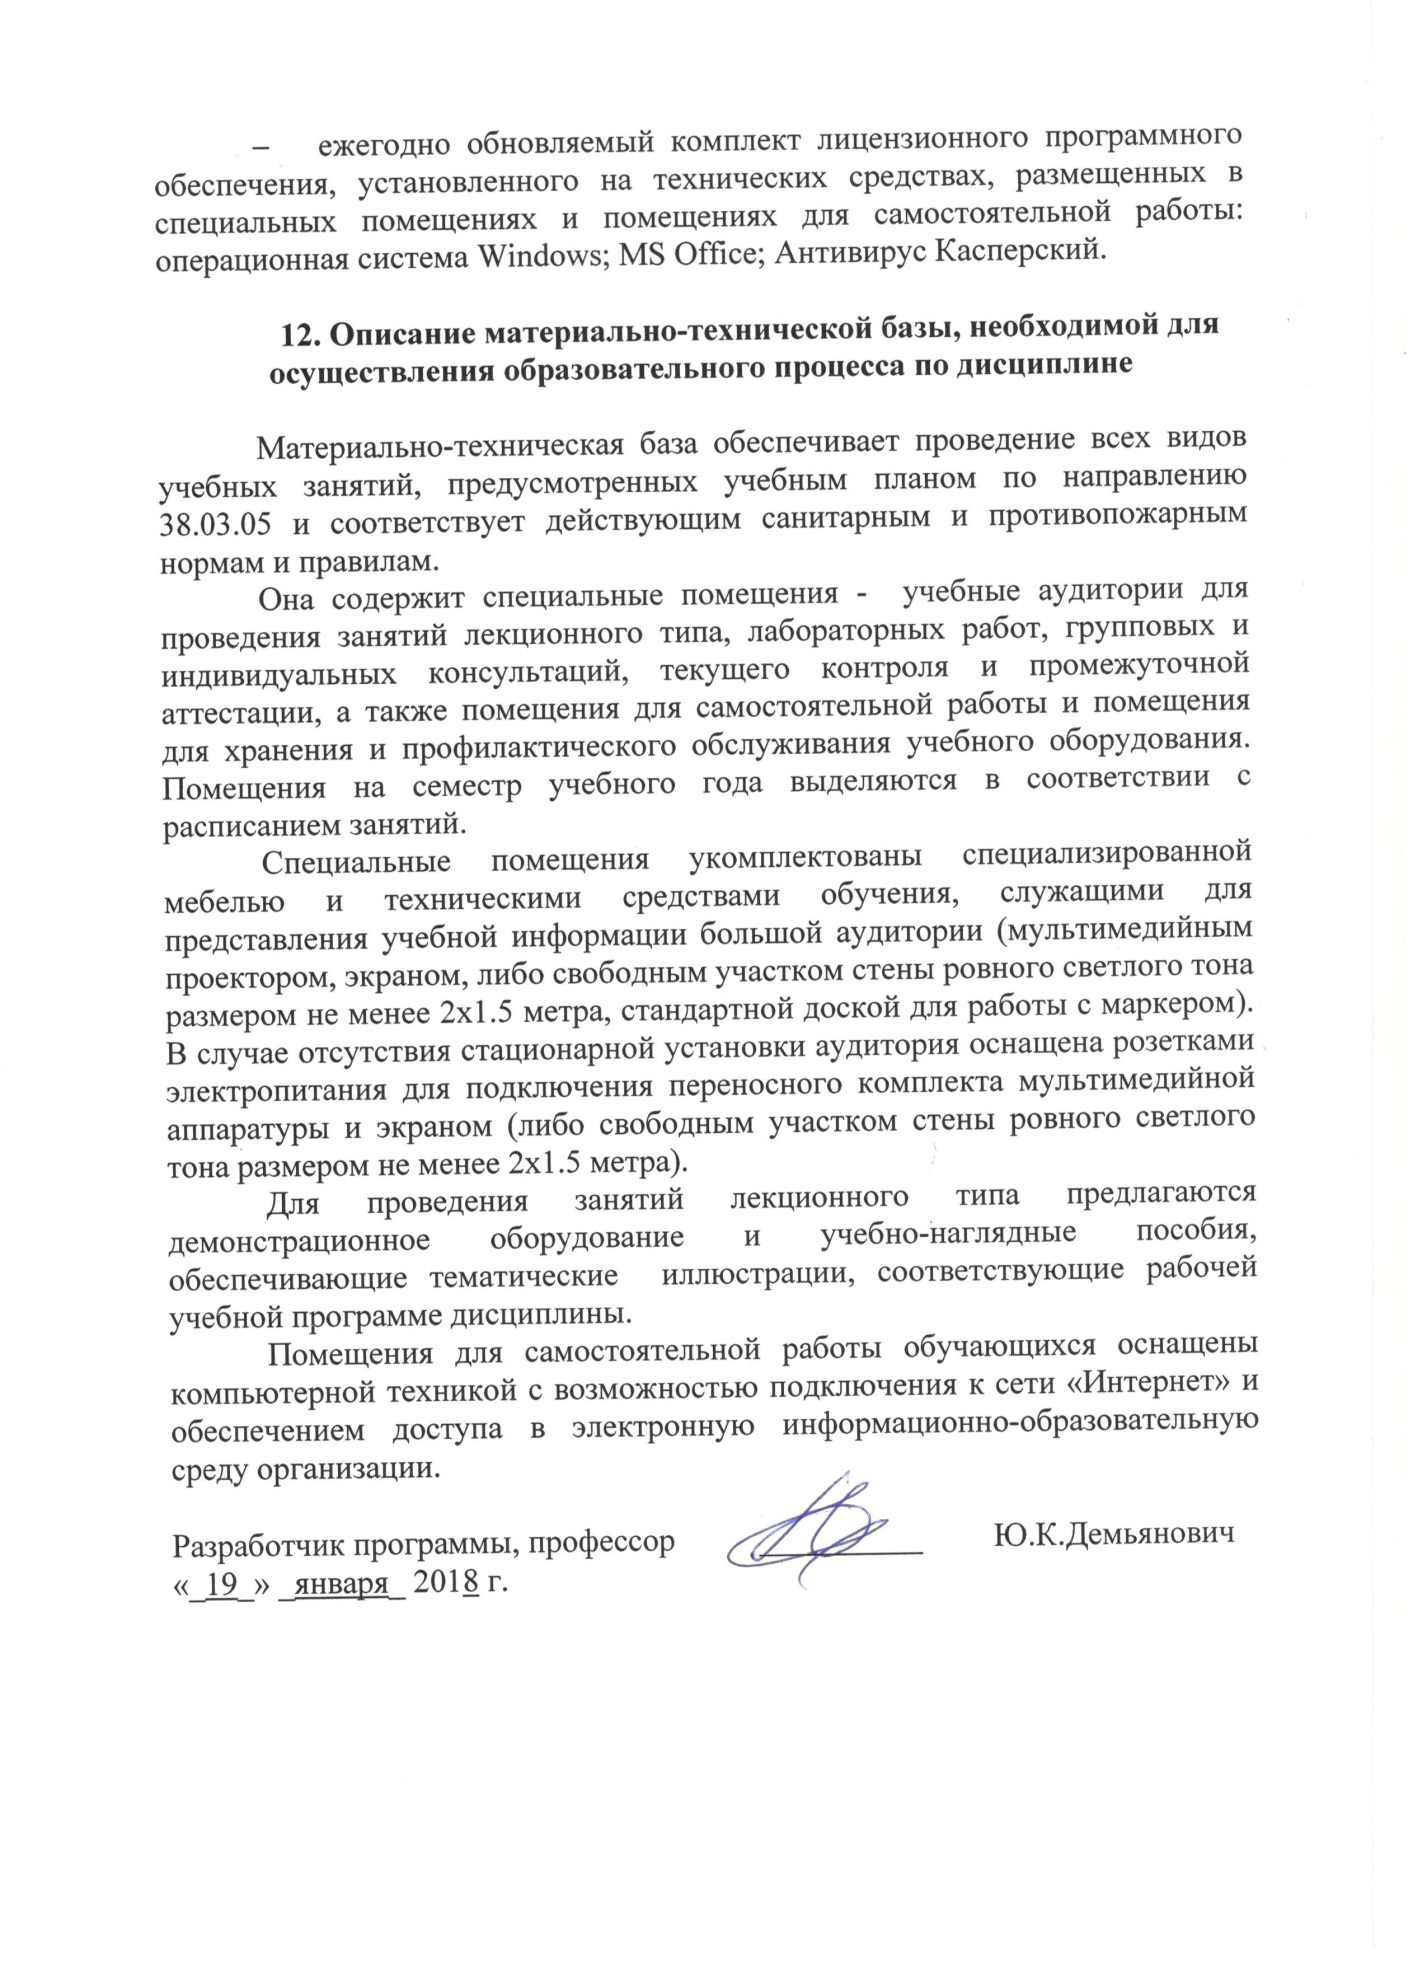 – ежегодно обновляемый комплект лицензионного программного
обеспечения, установленного на технических средствах, размещенных в
специальных помещениях и помещениях для самостоятельной работы:
операционная система Windows; MS Office; Антивирус Касперский.
12. Описание материально-технической базы, необходимой для
осуществления образовательного процесса по дисциплине
Материально-техническая база обеспечивает проведение всех видов
учебных занятий, предусмотренных учебным планом по направлению
38.03.05 и соответствует действующим санитарным и противопожарным
нормам и правилам.
Она содержит специальные помещения - учебные аудитории для
проведения занятий лекционного типа, лабораторных работ, групповых и
индивидуальных консультаций, текущего контроля и промежуточной
аттестации, а также помещения для самостоятельной работы и помещения
для хранения и профилактического обслуживания учебного оборудования.
Помещения на семестр учебного года выделяются в соответствии с
расписанием занятий.
Специальные помещения укомплектованы специализированной
мебелью и техническими средствами обучения, служащими для
представления учебной информации большой аудитории (мультимедийным
проектором, экраном, либо свободным участком стены ровного светлого тона
размером не менее 2х1.5 метра, стандартной доской для работы с маркером).
В случае отсутствия стационарной установки аудитория оснащена розетками
электропитания для подключения переносного комплекта мультимедийной
аппаратуры и экраном (либо свободным участком стены ровного светлого
тона размером не менее 2х1.5 метра).
Для проведения занятий лекционного типа предлагаются
демонстрационное оборудование и учебно-наглядные пособия,
обеспечивающие тематические иллюстрации, соответствующие рабочей
учебной программе дисциплины.
Помещения для самостоятельной работы обучающихся оснащены
компьютерной техникой с возможностью подключения к сети «Интернет» и
обеспечением доступа в электронную информационно-образовательную
среду организации.
Разработчик программы, профессор __________ Ю.К.Демьянович
«_19_» _января_ 2018 г.